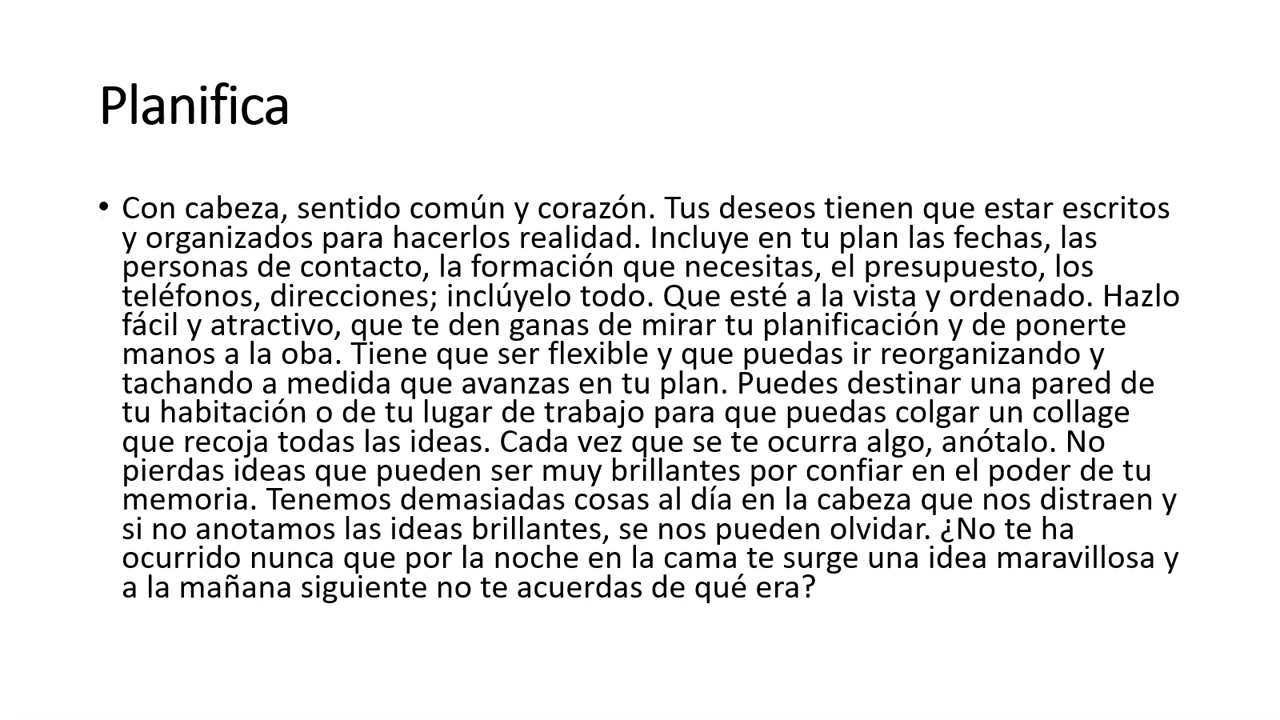 Planifica
• Con cabeza, sentido común y corazón. Tus deseos tienen que estar escritos
y organizados para hacerlos realidad. Incluye en tu plan las fechas, las
personas de contacto, la formación que necesitas, el presupuesto, los
teléfonos, direcciones; inclúyelo todo. Que esté a la vista y ordenado. Hazlo
fácil y atractivo, que te den ganas de mirar tu planificación y de ponerte
manos a la oba. Tiene que ser flexible y que puedas ir reorganizando y
tachando a medida que avanzas en tu plan. Puedes destinar una pared de
tu habitación o de tu lugar de trabajo para que puedas colgar un collage
que recoja todas las ideas. Cada vez que se te ocurra algo, anótalo. No
pierdas ideas que pueden ser muy brillantes por confiar en el poder de tu
memoria. Tenemos demasiadas cosas al día en la cabeza que nos distraen y
si no anotamos las ideas brillantes, se nos pueden olvidar. ¿No te ha
ocurrido nunca que por la noche en la cama te surge una idea maravillosa y
a la mañana siguiente no te acuerdas de qué era?